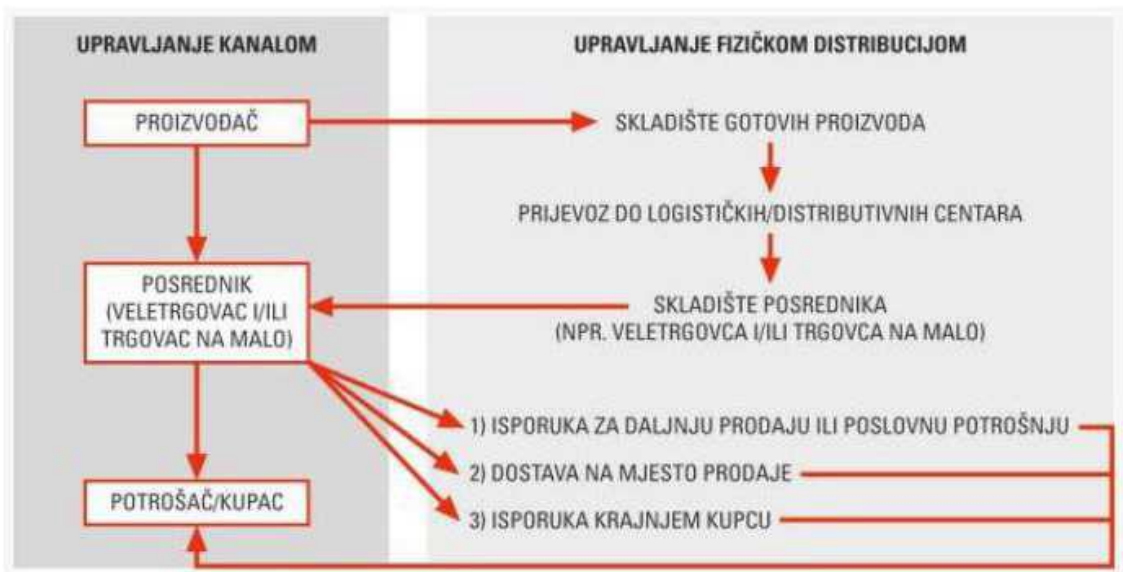 UPRAVLJANJE KANALOM
UPRAVLJANJE FIZIČKOM DISTRIBUCIJOM
PROIZVOĐAČ
SKLADIŠTE GOTOVIH PROIZVODA
PRIJEVOZ DO LOGISTIČKIH/DISTRIBUTIVNIH CENTARA
POSREDNIK
(VELETRGOVAC I/ILI
TRGOVAC NA MALO)
SKLADIŠTE POSREDNIKA
(NPR. VELETRGOVCA I/ILI TRGOVCA NA MALO)
1) ISPORUKA ZA DALJNJU PRODAJU ILI POSLOVNU POTROŠNJU
2) DOSTAVA NA MJESTO PRODAJE
3) ISPORUKA KRAJNJEM KUPCU
POTROŠAČ/KUPAC